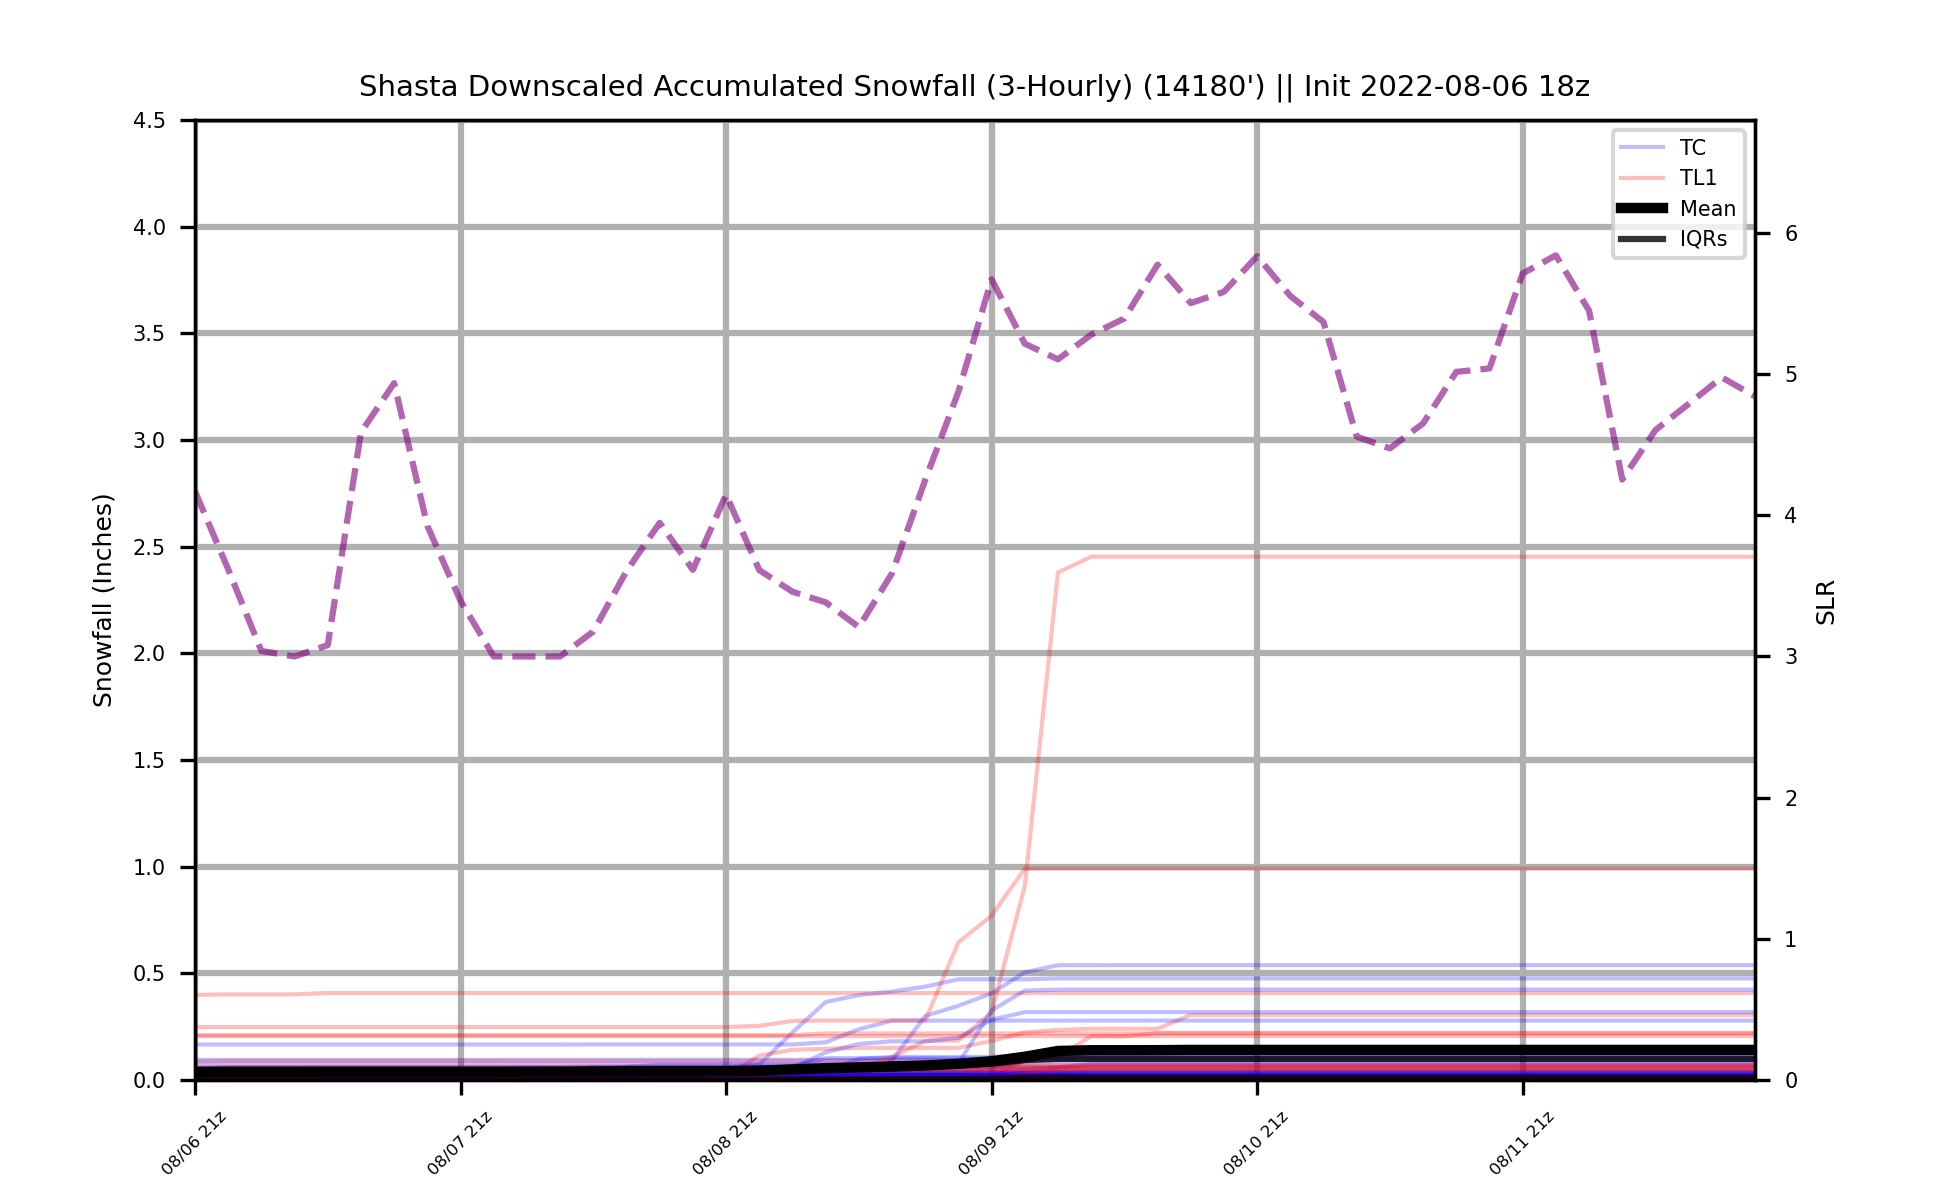 Shasta Downscaled Accumulated Snowfall (3-Hourly) (14180') || Init 2022-08-06 18z
4.5
4.0
3.5
3.0
2.5
2.0
1.5
1.0
0.5
0.0
Snowfall (Inches)
TC
TL1
Mean
IQRs
6
5
4
3
2
1
0
SLR
08/06 21z
08/07 21z
08/08 21z
08/09 21z
08/10 21z
08/11 21z